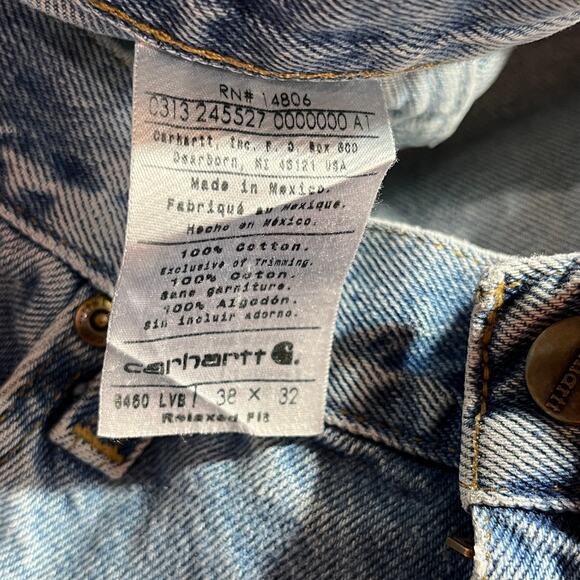 RN# 14806
C313 245527 0000000 A1
Carhartt, Inc. P. O. Box 600
Dearborn, MI 48121 USA
Made in Mexico.
Fabriqué au Mexique.
Hecho en México.
100% Cotton.
Exclusive of Trimming.
100% Coton.
Sans garniture.
100% Algodón.
Sin incluir adorno.
carhartt
B460 LVB 38 X 32
Relaxed Fit